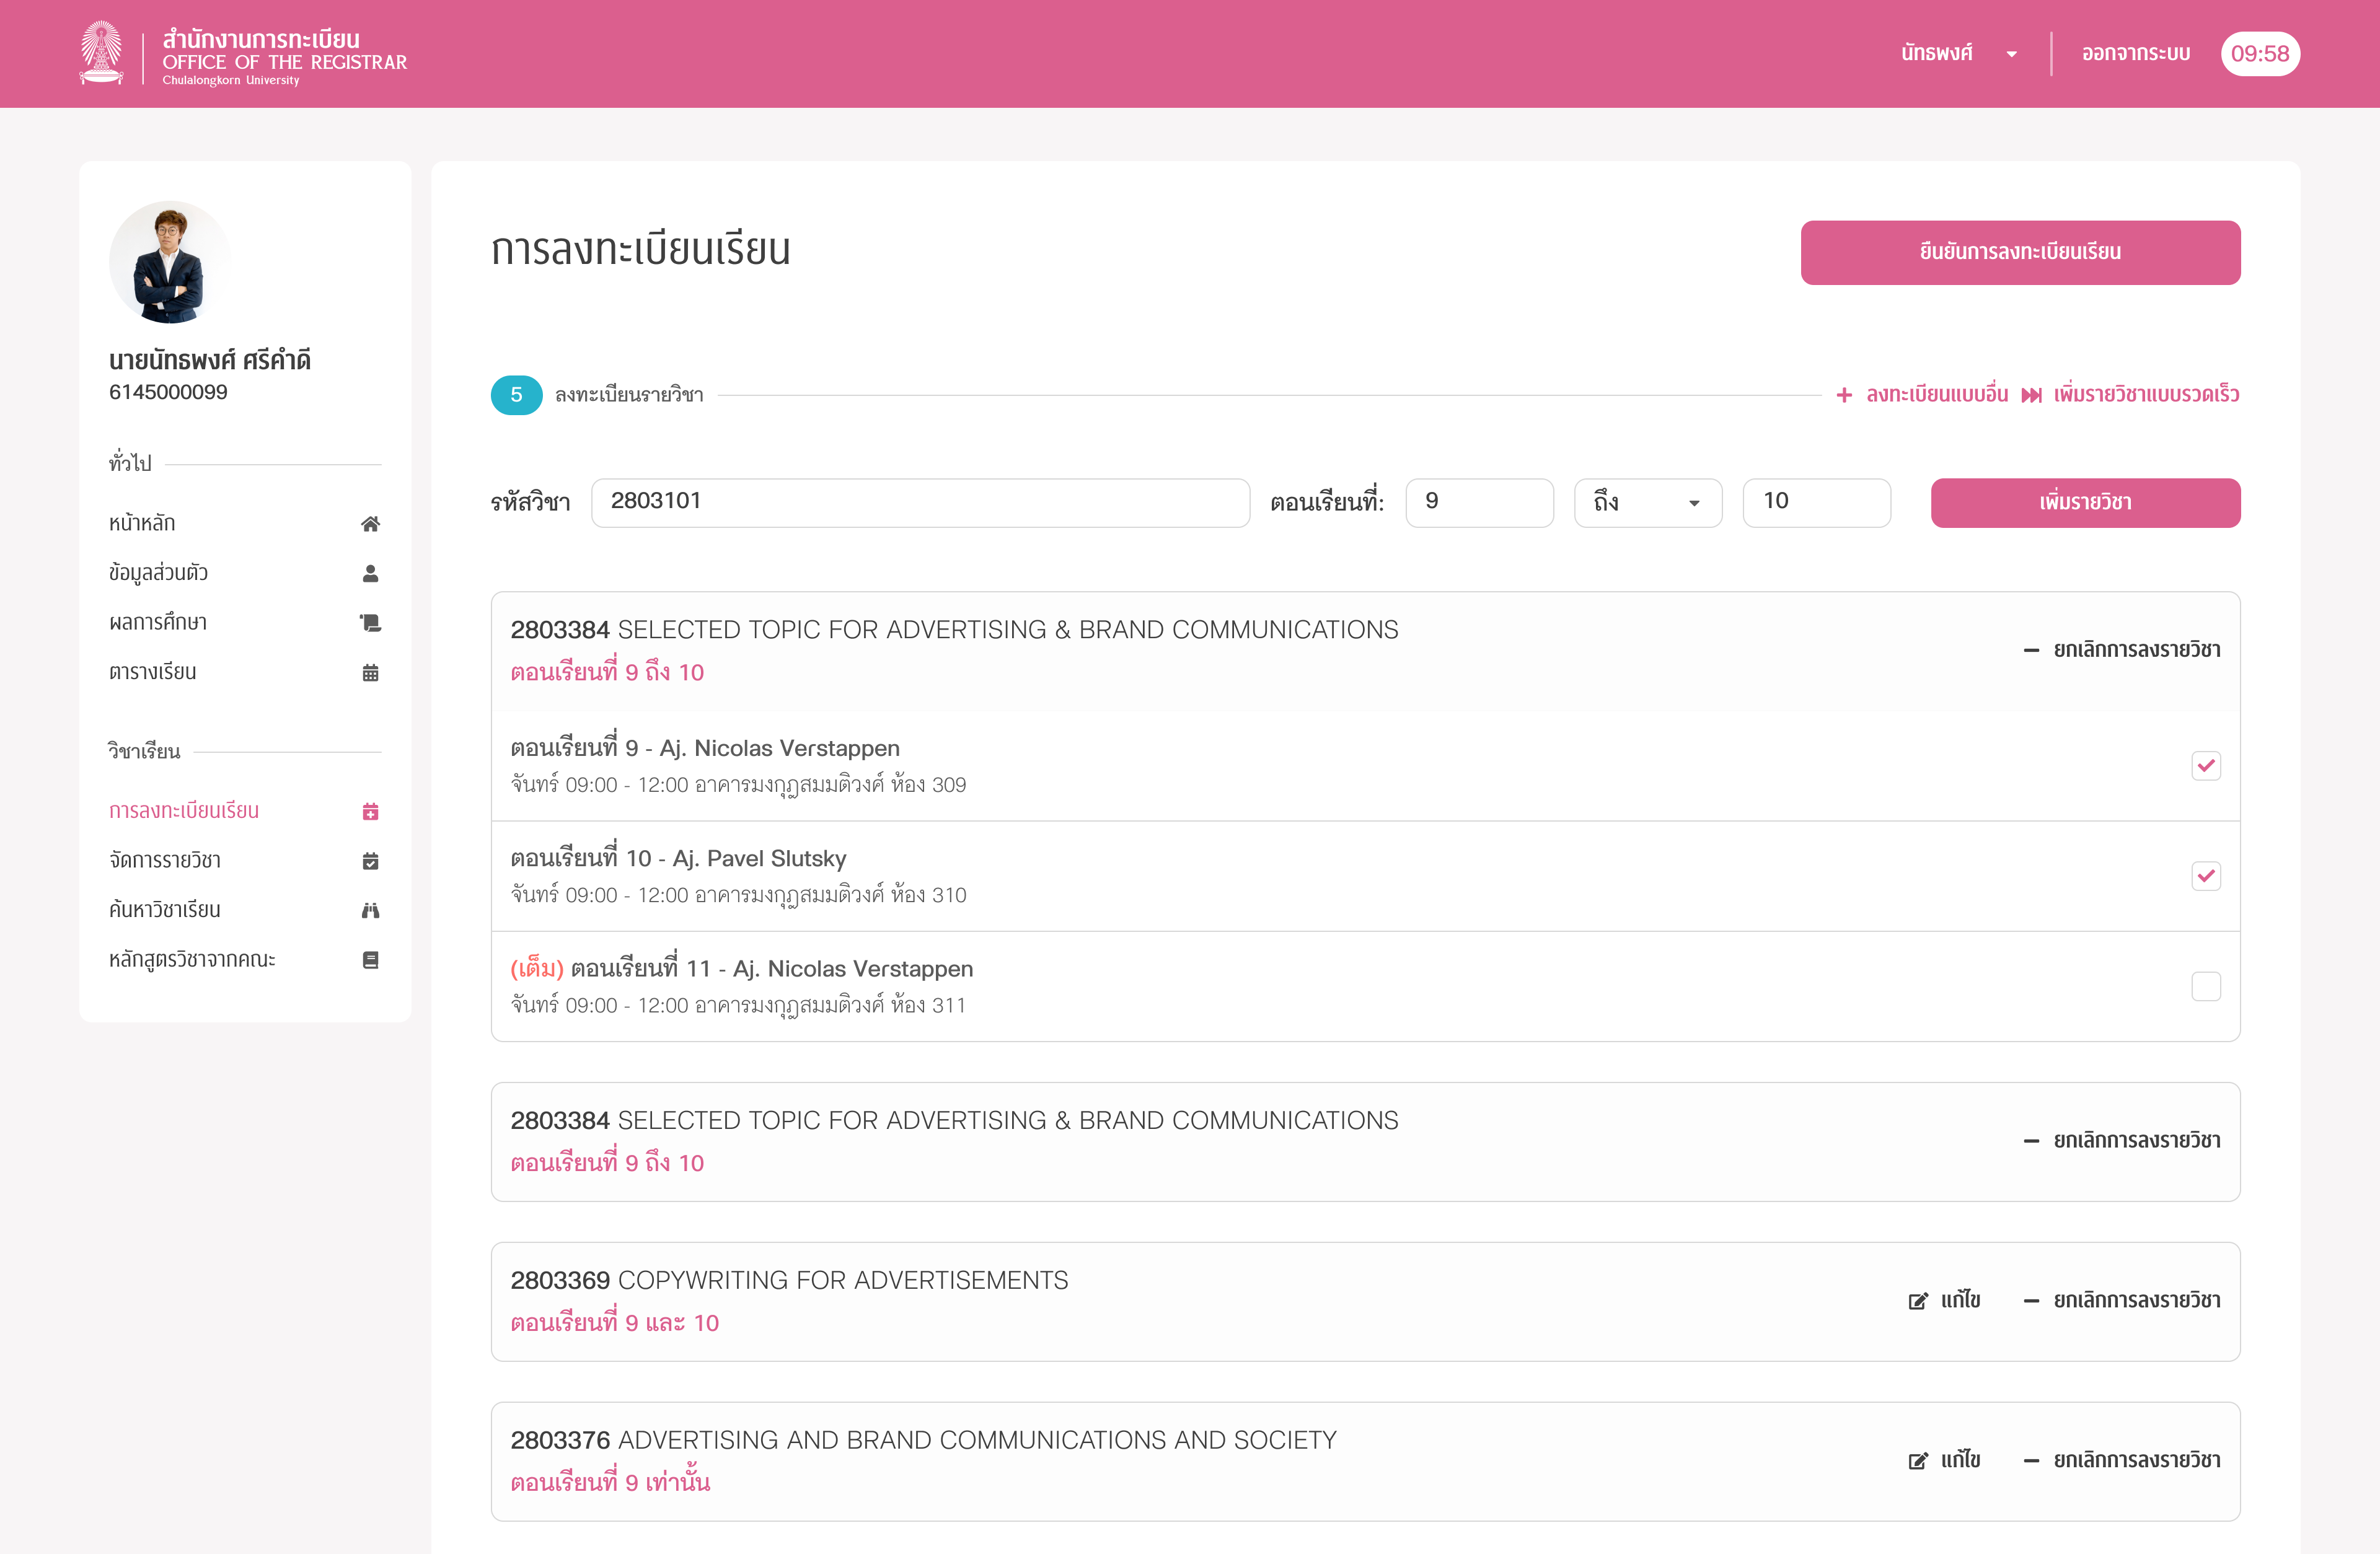 สำนักงานการทะเบียน
OFFICE OF THE REGISTRAR
Chulalongkorn University
นัทธพงศ์
ออกจากระบบ
09:58
นายนัทธพงศ์ ศรีคำดี
6145000099
ทั่วไป
หน้าหลัก
ข้อมูลส่วนตัว
ผลการศึกษา
ตารางเรียน
วิชาเรียน
การลงทะเบียนเรียน
จัดการรายวิชา
ค้นหาวิชาเรียน
หลักสูตรวิชาจากคณะ
การลงทะเบียนเรียน
ยืนยันการลงทะเบียนเรียน
5 ลงทะเบียนรายวิชา
ลงทะเบียนแบบอื่น
เพิ่มรายวิชาแบบรวดเร็ว
รหัสวิชา 2803101 ตอนเรียนที่: 9 ถึง 10 เพิ่มรายวิชา
2803384 SELECTED TOPIC FOR ADVERTISING & BRAND COMMUNICATIONS
ตอนเรียนที่ 9 ถึง 10
ยกเลิกการลงรายวิชา
ตอนเรียนที่ 9 - Aj. Nicolas Verstappen
จันทร์ 09:00 - 12:00 อาคารมงกุฎสมมติวงศ์ ห้อง 309
ตอนเรียนที่ 10 - Aj. Pavel Slutsky
จันทร์ 09:00 - 12:00 อาคารมงกุฎสมมติวงศ์ ห้อง 310
(เต็ม) ตอนเรียนที่ 11 - Aj. Nicolas Verstappen
จันทร์ 09:00 - 12:00 อาคารมงกุฎสมมติวงศ์ ห้อง 311
2803384 SELECTED TOPIC FOR ADVERTISING & BRAND COMMUNICATIONS
ตอนเรียนที่ 9 ถึง 10
ยกเลิกการลงรายวิชา
2803369 COPYWRITING FOR ADVERTISEMENTS
ตอนเรียนที่ 9 และ 10
แก้ไข
ยกเลิกการลงรายวิชา
2803376 ADVERTISING AND BRAND COMMUNICATIONS AND SOCIETY
ตอนเรียนที่ 9 เท่านั้น
แก้ไข
ยกเลิกการลงรายวิชา